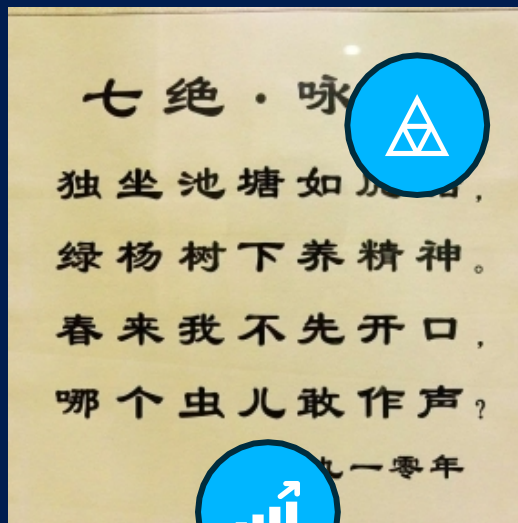 七绝·咏
独坐池塘如
绿杨树下养精神。
春来我不先开口,
哪个虫儿敢作声?
九一零年